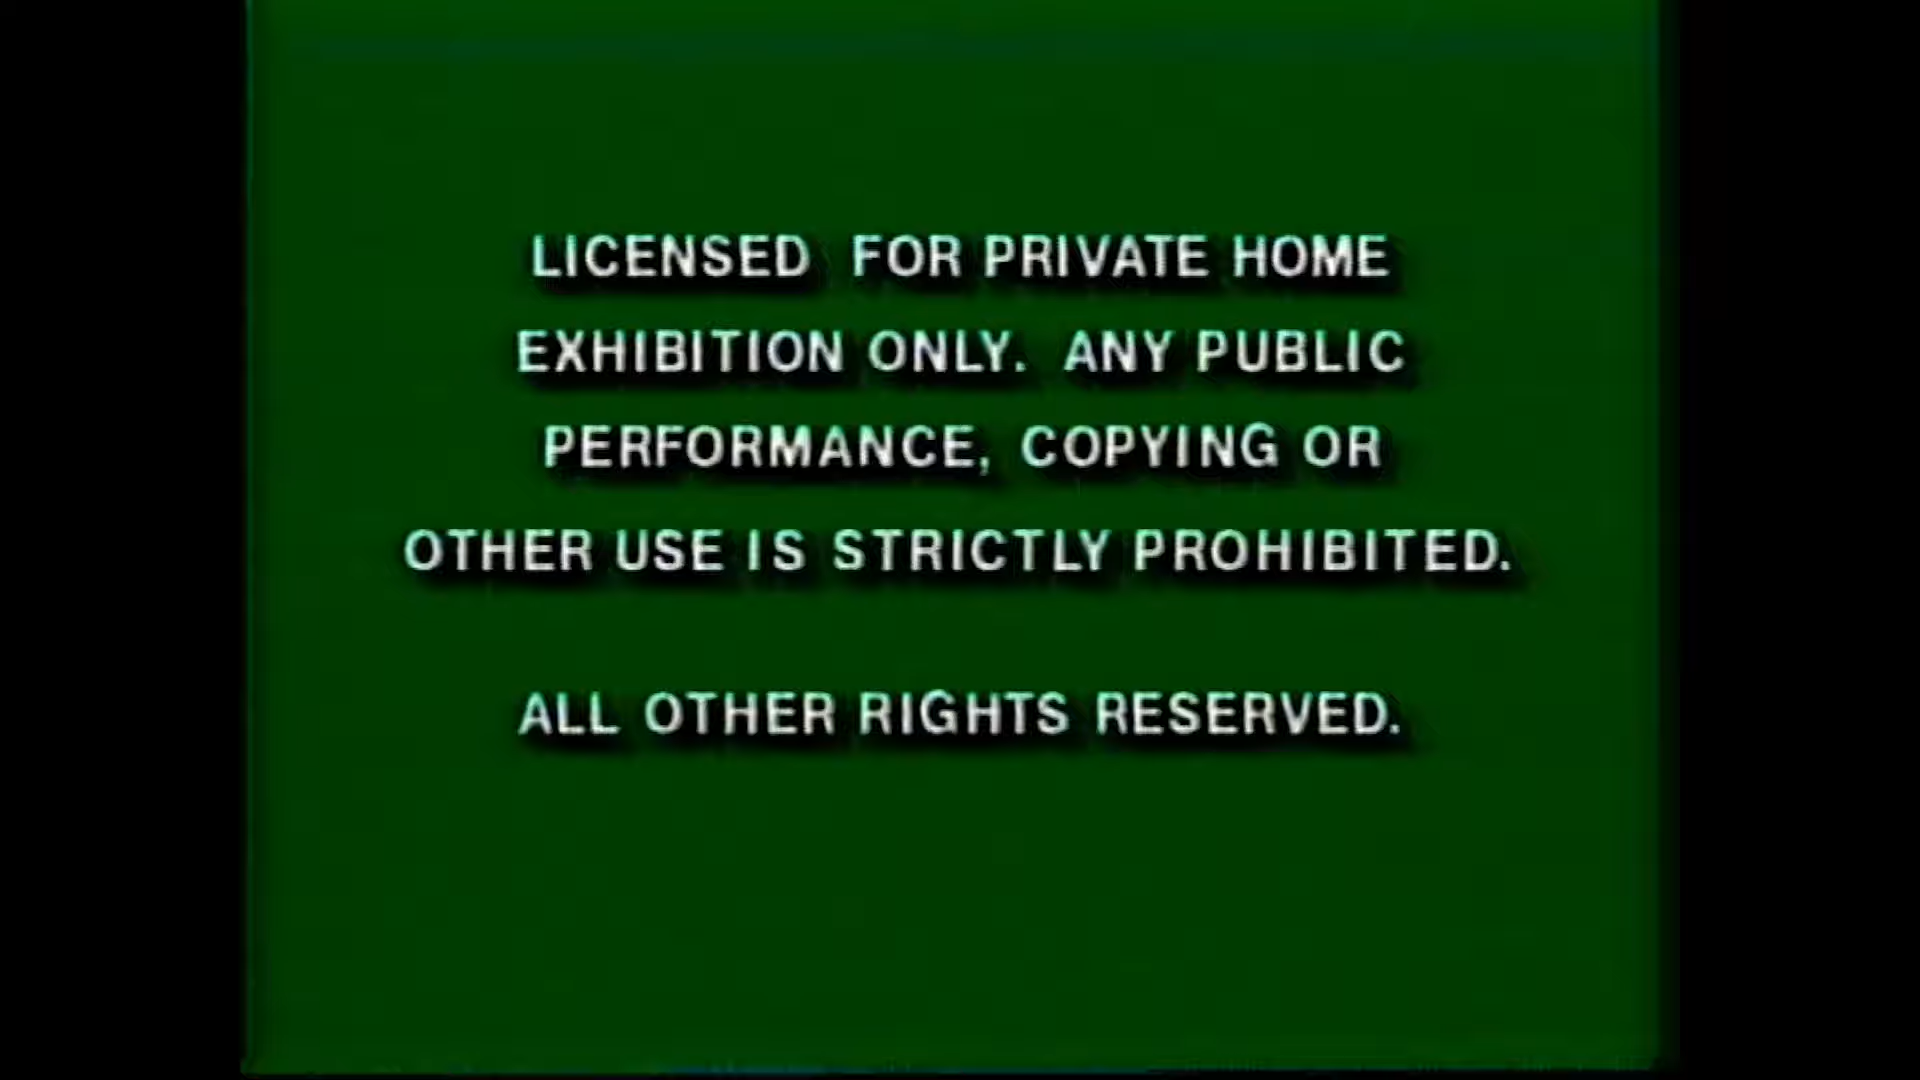 LICENSED FOR PRIVATE HOME
EXHIBITION ONLY. ANY PUBLIC
PERFORMANCE, COPYING OR
OTHER USE IS STRICTLY PROHIBITED.
ALL OTHER RIGHTS RESERVED.